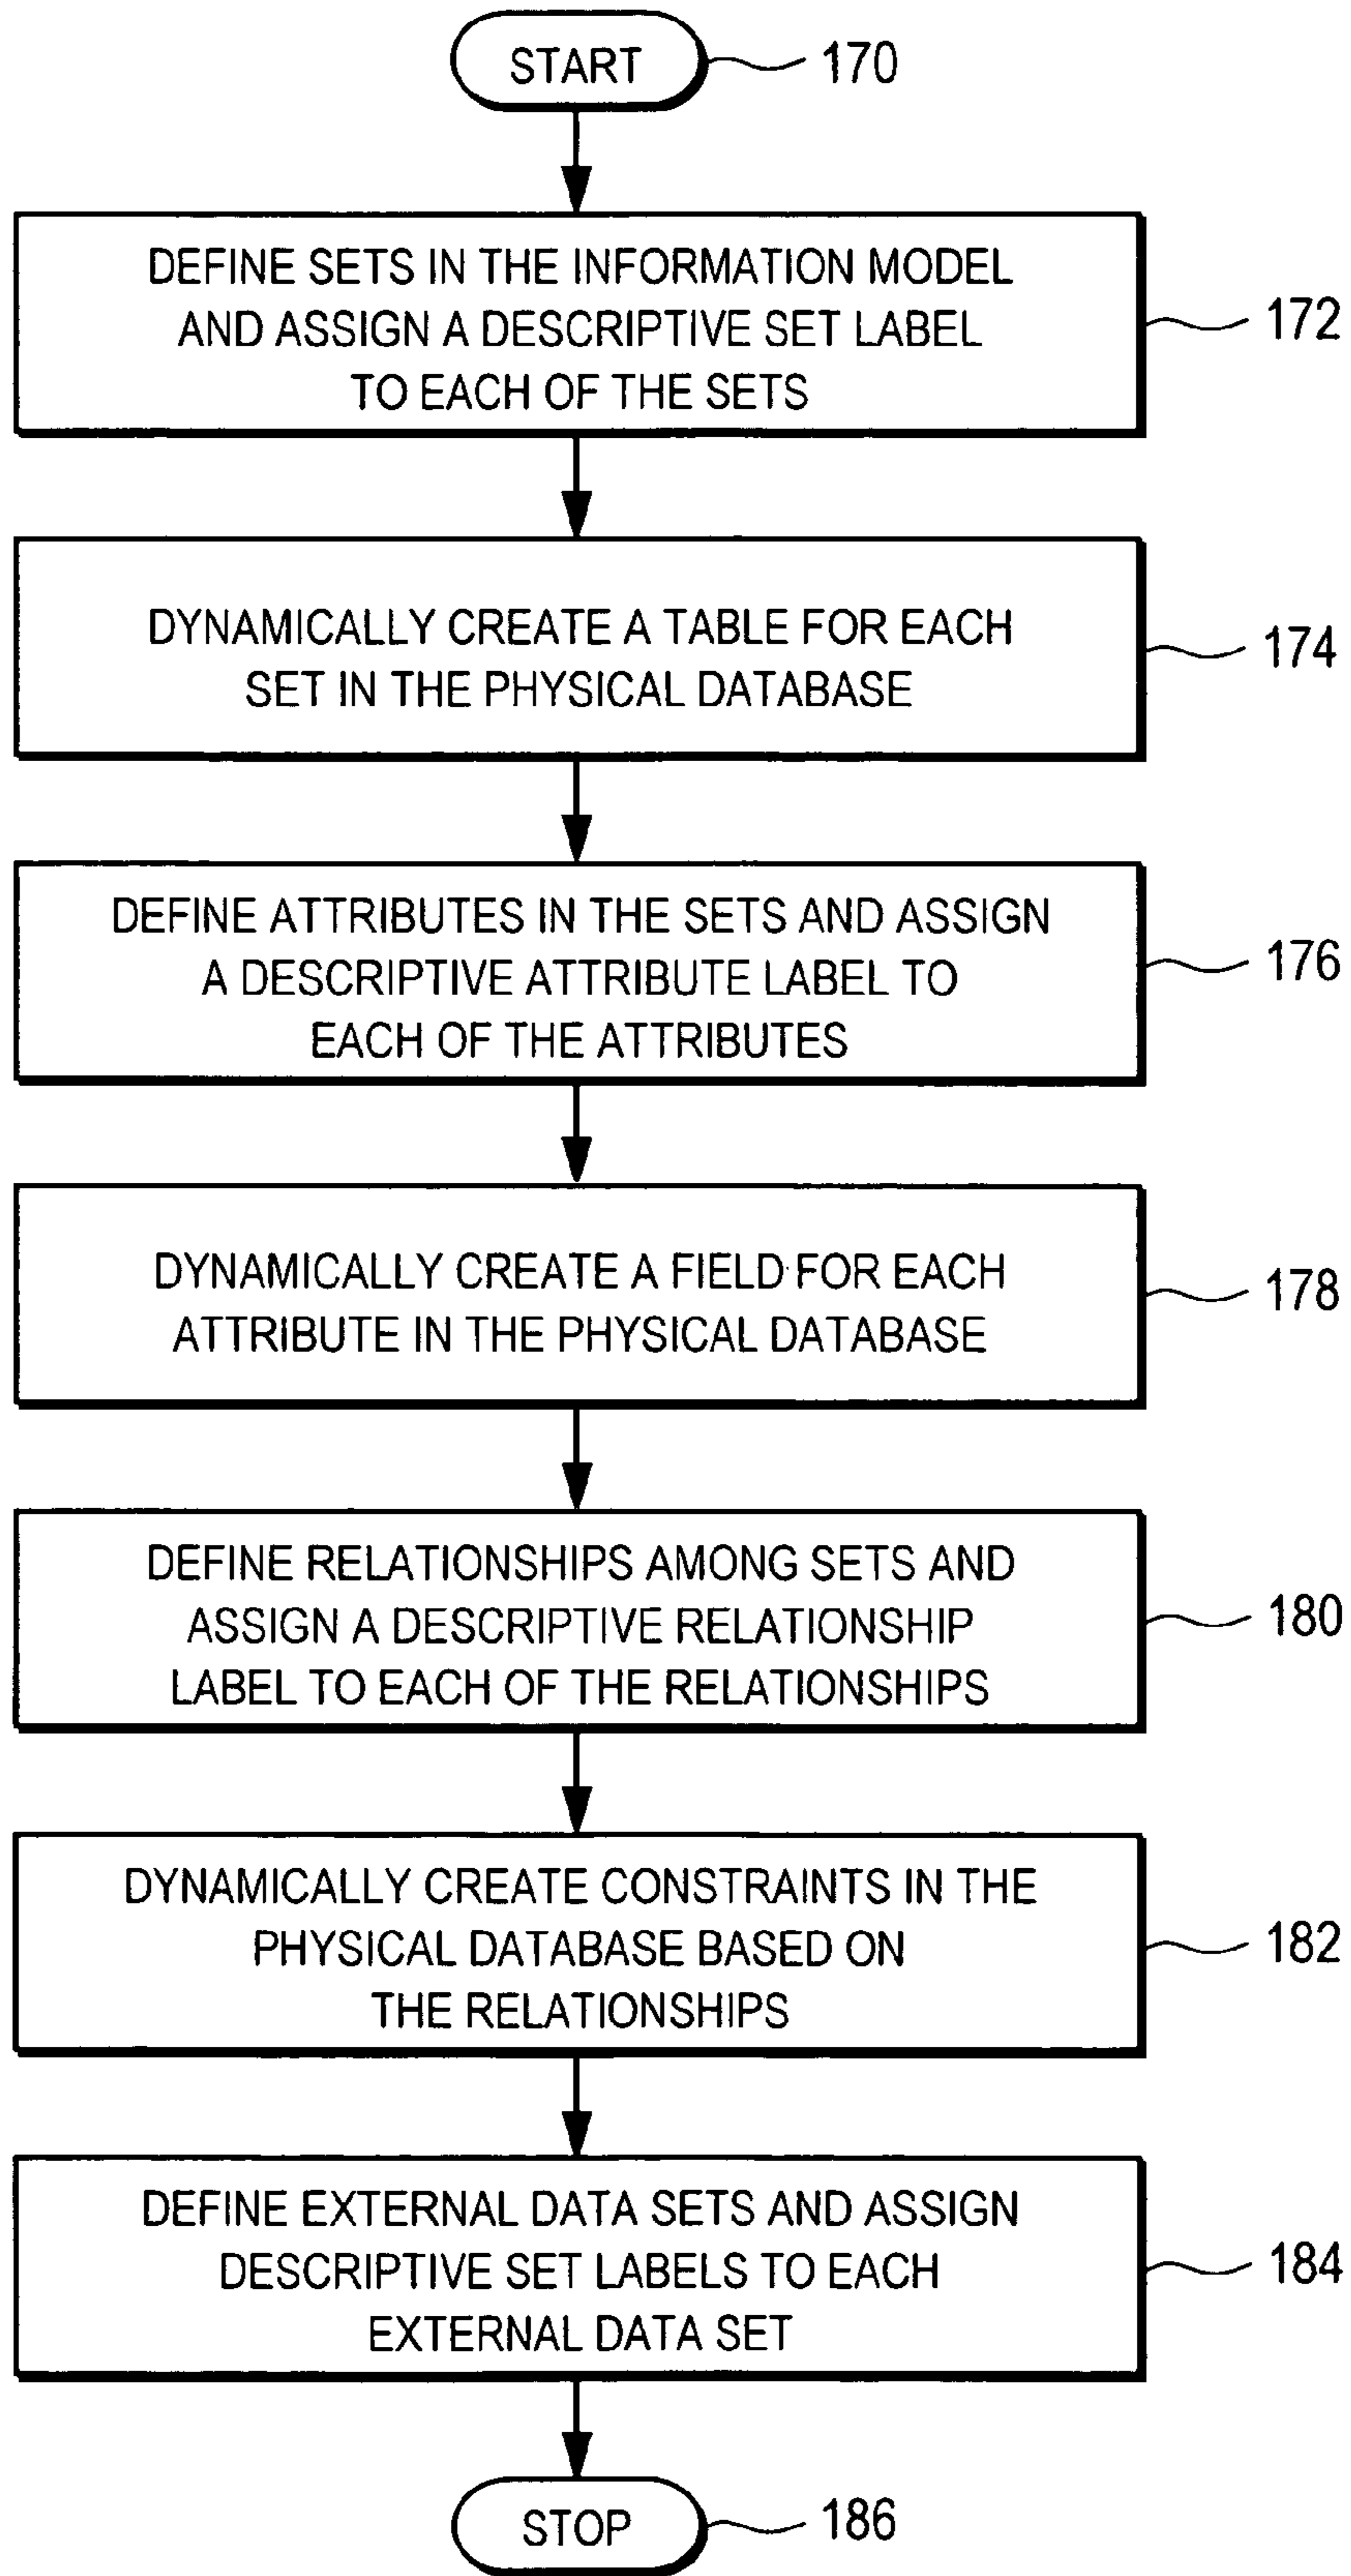 START
170
DEFINE SETS IN THE INFORMATION MODEL
AND ASSIGN A DESCRIPTIVE SET LABEL
TO EACH OF THE SETS
172
DYNAMICALLY CREATE A TABLE FOR EACH
SET IN THE PHYSICAL DATABASE
174
DEFINE ATTRIBUTES IN THE SETS AND ASSIGN
A DESCRIPTIVE ATTRIBUTE LABEL TO
EACH OF THE ATTRIBUTES
176
DYNAMICALLY CREATE A FIELD FOR EACH
ATTRIBUTE IN THE PHYSICAL DATABASE
178
DEFINE RELATIONSHIPS AMONG SETS AND
ASSIGN A DESCRIPTIVE RELATIONSHIP
LABEL TO EACH OF THE RELATIONSHIPS
180
DYNAMICALLY CREATE CONSTRAINTS IN THE
PHYSICAL DATABASE BASED ON
THE RELATIONSHIPS
182
DEFINE EXTERNAL DATA SETS AND ASSIGN
DESCRIPTIVE SET LABELS TO EACH
EXTERNAL DATA SET
184
STOP
186